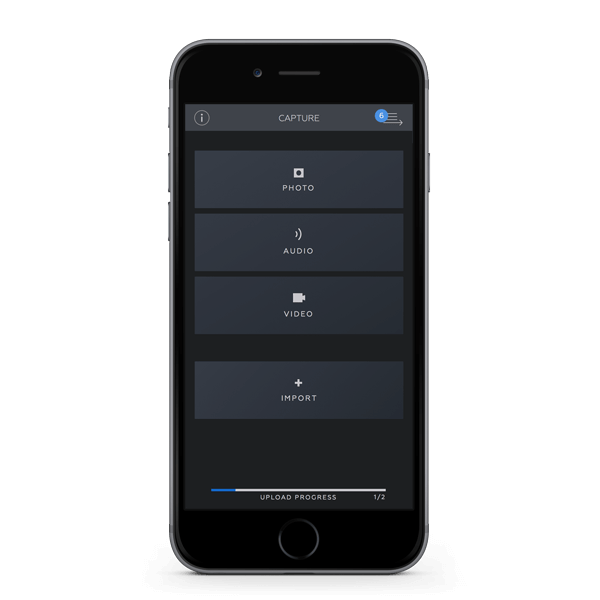 CAPTURE
6
PHOTO
AUDIO
VIDEO
IMPORT
UPLOAD PROGRESS 1/2